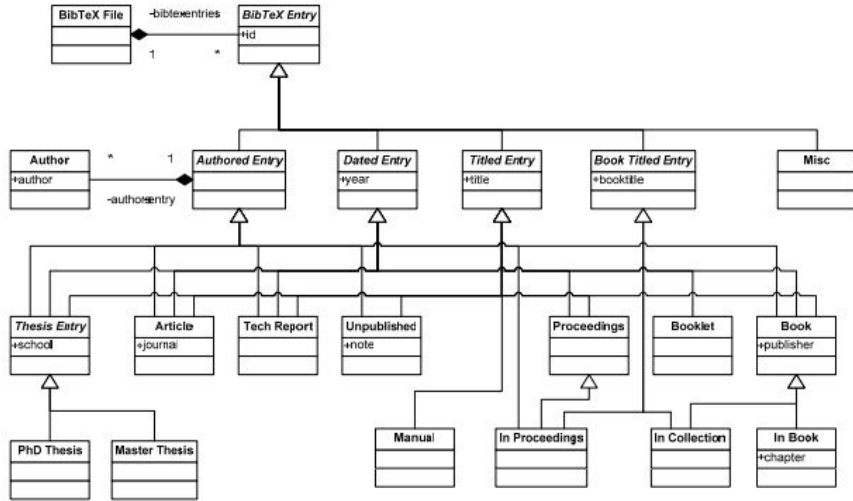 BibTeX File
-bibtexentries
BibTeX Entry
+id
1
*
Author
+author
*
1
-authorsentry
Authored Entry
Dated Entry
+year
Titled Entry
+title
Book Titled Entry
+booktitle
Misc
Thesis Entry
+school
Article
+journal
Tech Report
Unpublished
+note
Proceedings
Booklet
Book
+publisher
PhD Thesis
Master Thesis
Manual
In Proceedings
In Collection
In Book
+chapter